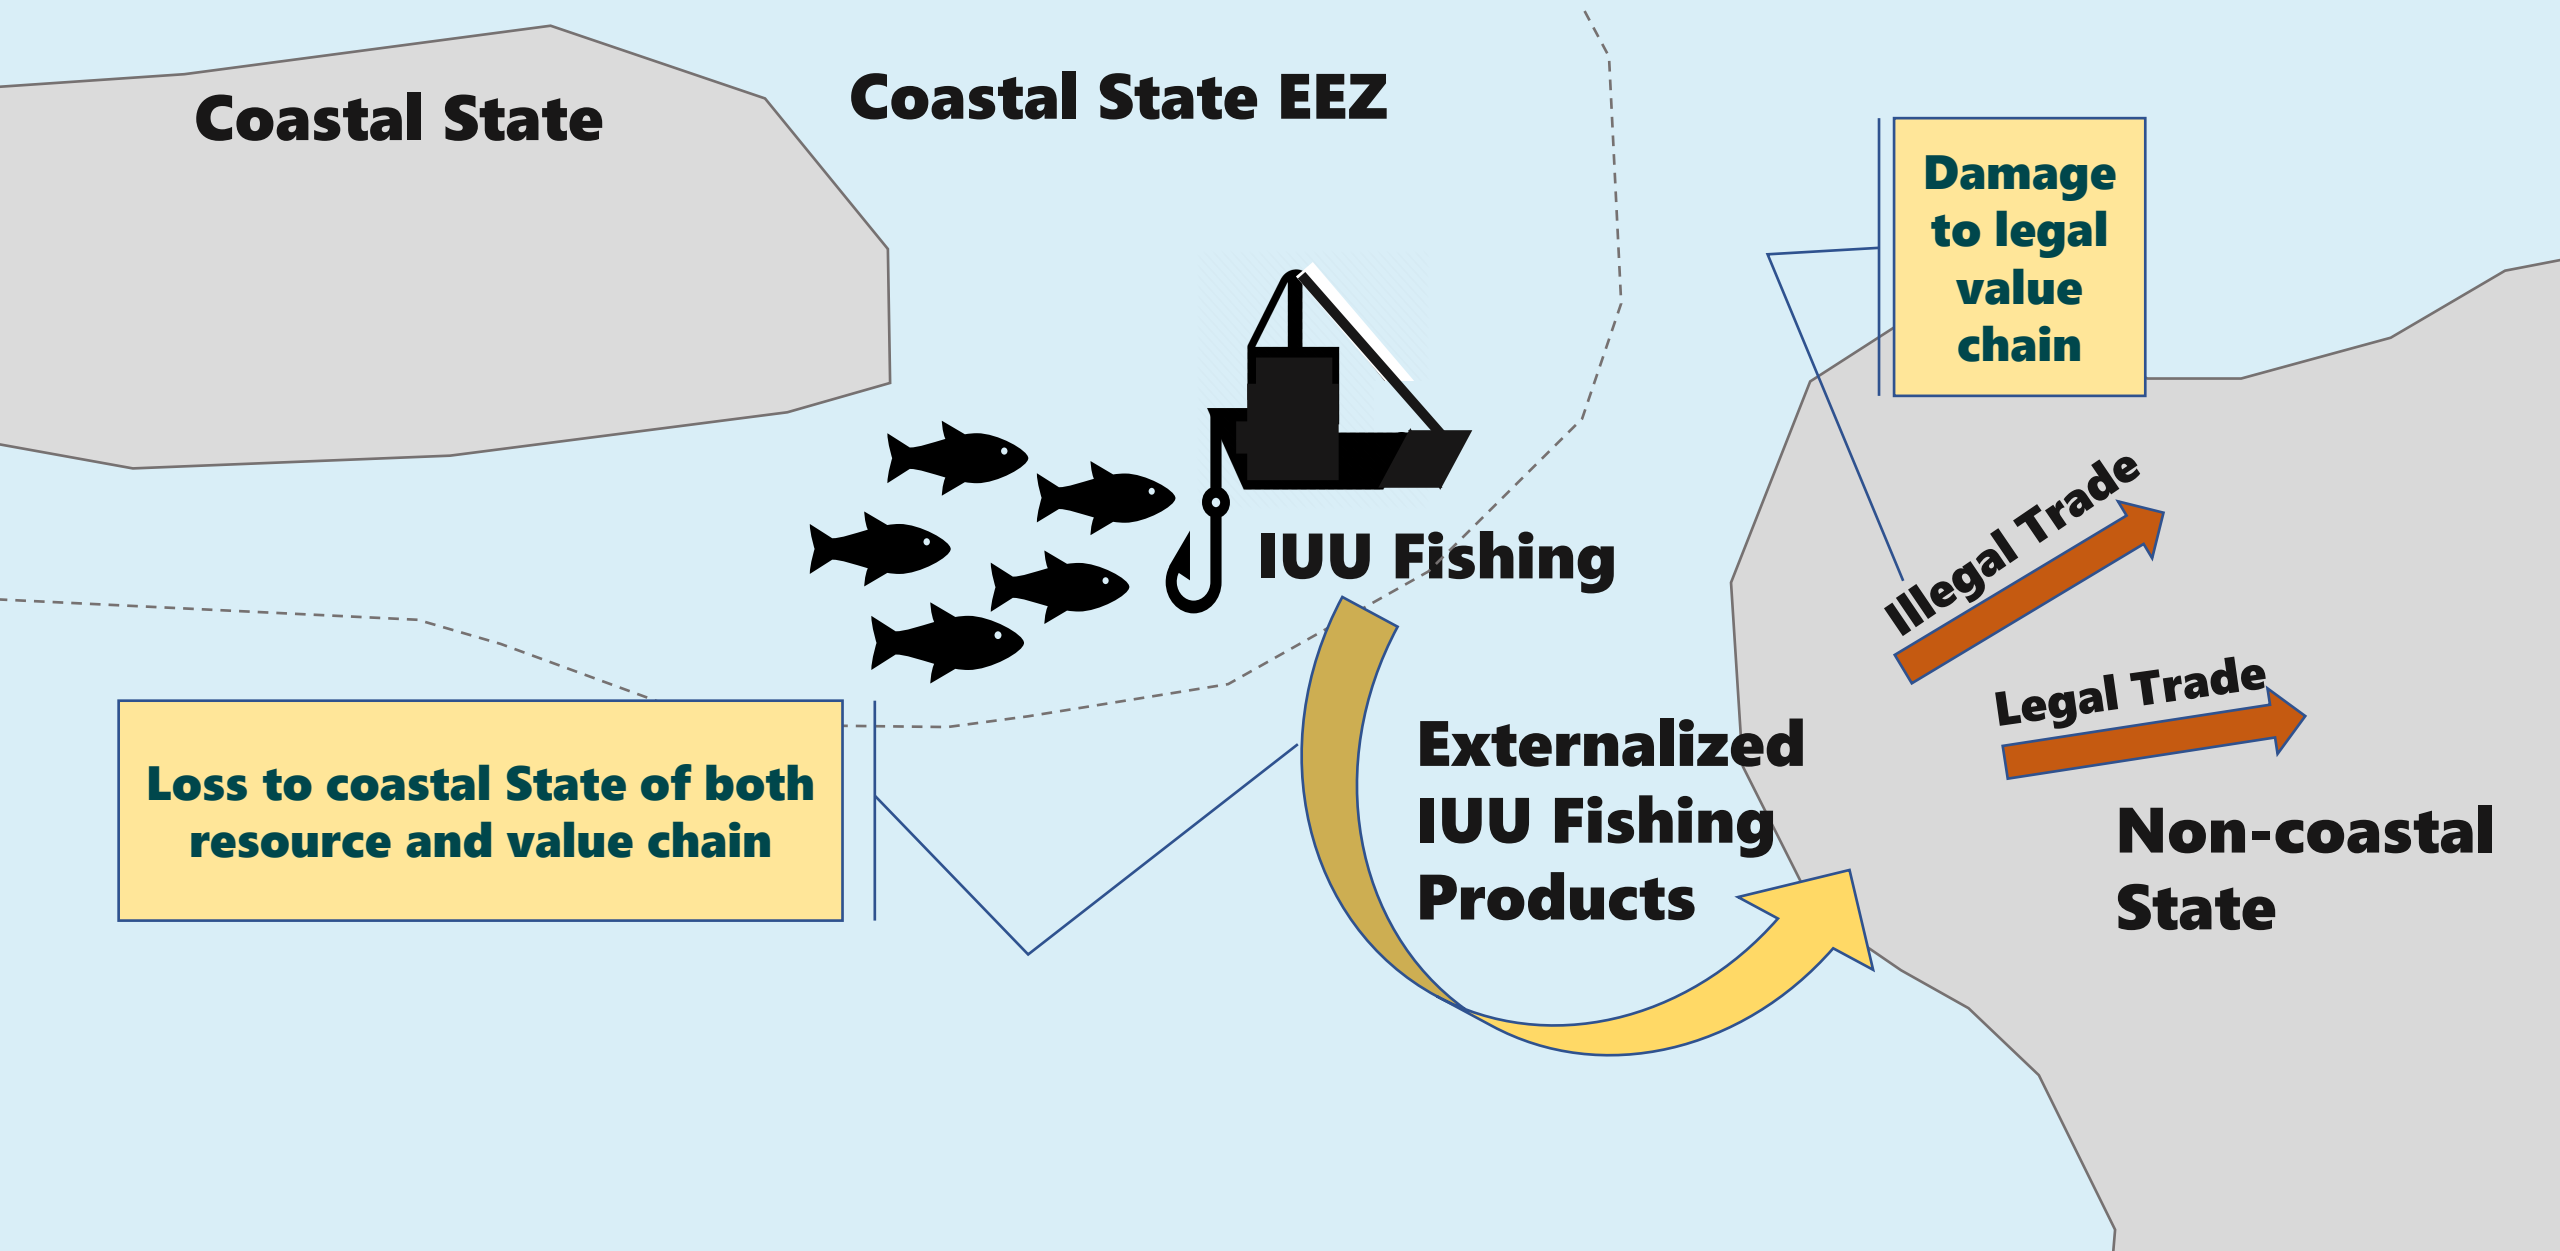 Coastal State
Coastal State EEZ
Damage
to legal
value
chain
Illegal Trade
IUU Fishing
Legal Trade
Externalized
IUU Fishing
Products
Loss to coastal State of both
resource and value chain
Non-coastal
State